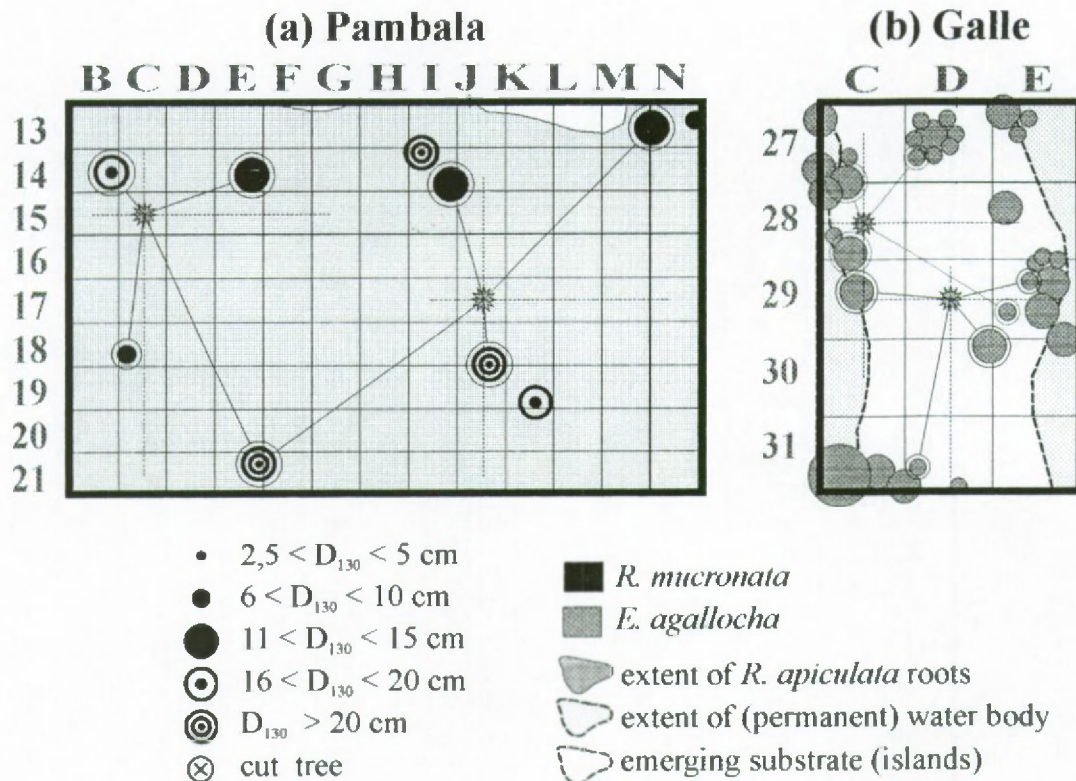 (a) Pambala
B C D E F G H I J K L M N
13
14
15
16
17
18
19
20
21
(b) Galle
C D E
27
28
29
30
31
2,5 < D₁₃₀ < 5 cm
6 < D₁₃₀ < 10 cm
11 < D₁₃₀ < 15 cm
16 < D₁₃₀ < 20 cm
D₁₃₀ > 20 cm
cut tree
R. mucronata
E. agallocha
extent of R. apiculata roots
extent of (permanent) water body
emerging substrate (islands)